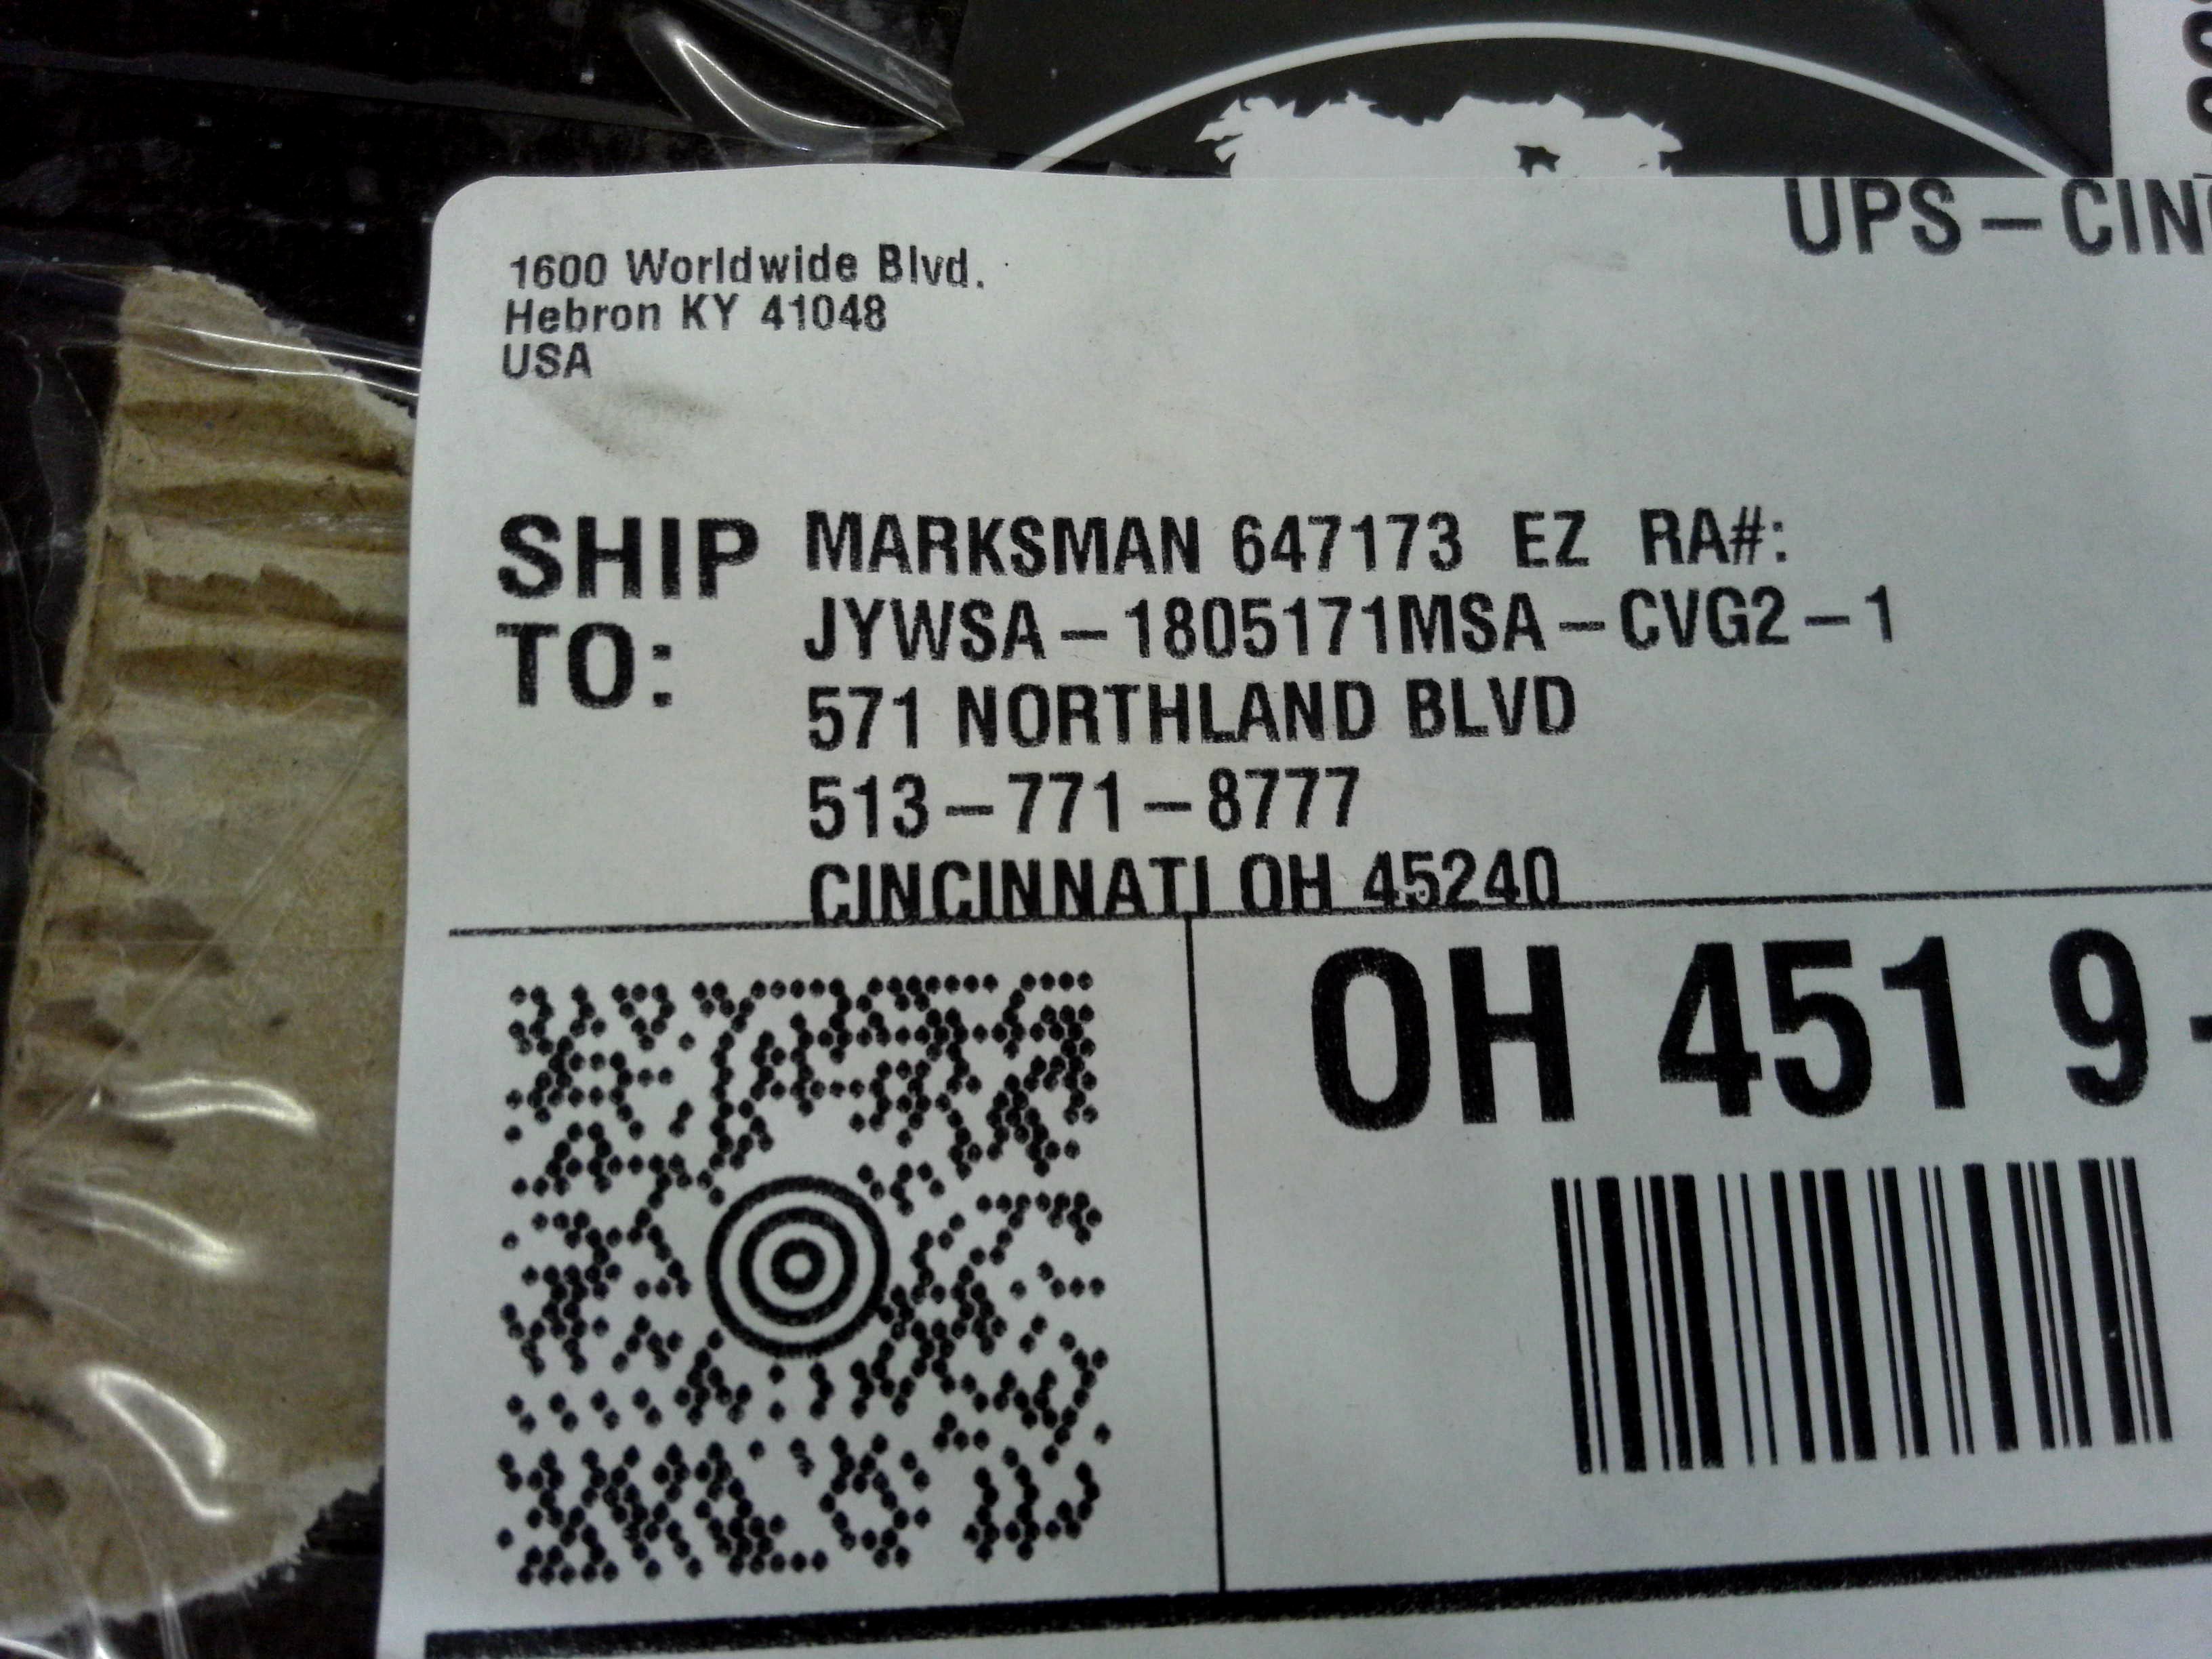 UPS – CIN
1600 Worldwide Blvd.
Hebron KY 41048
USA
SHIP TO:
MARKSMAN 647173 EZ RA#:
JYWSA – 1805171MSA – CVG2 – 1
571 NORTHLAND BLVD
513 – 771 – 8777
CINCINNATI OH 45240
OH 451 9 -